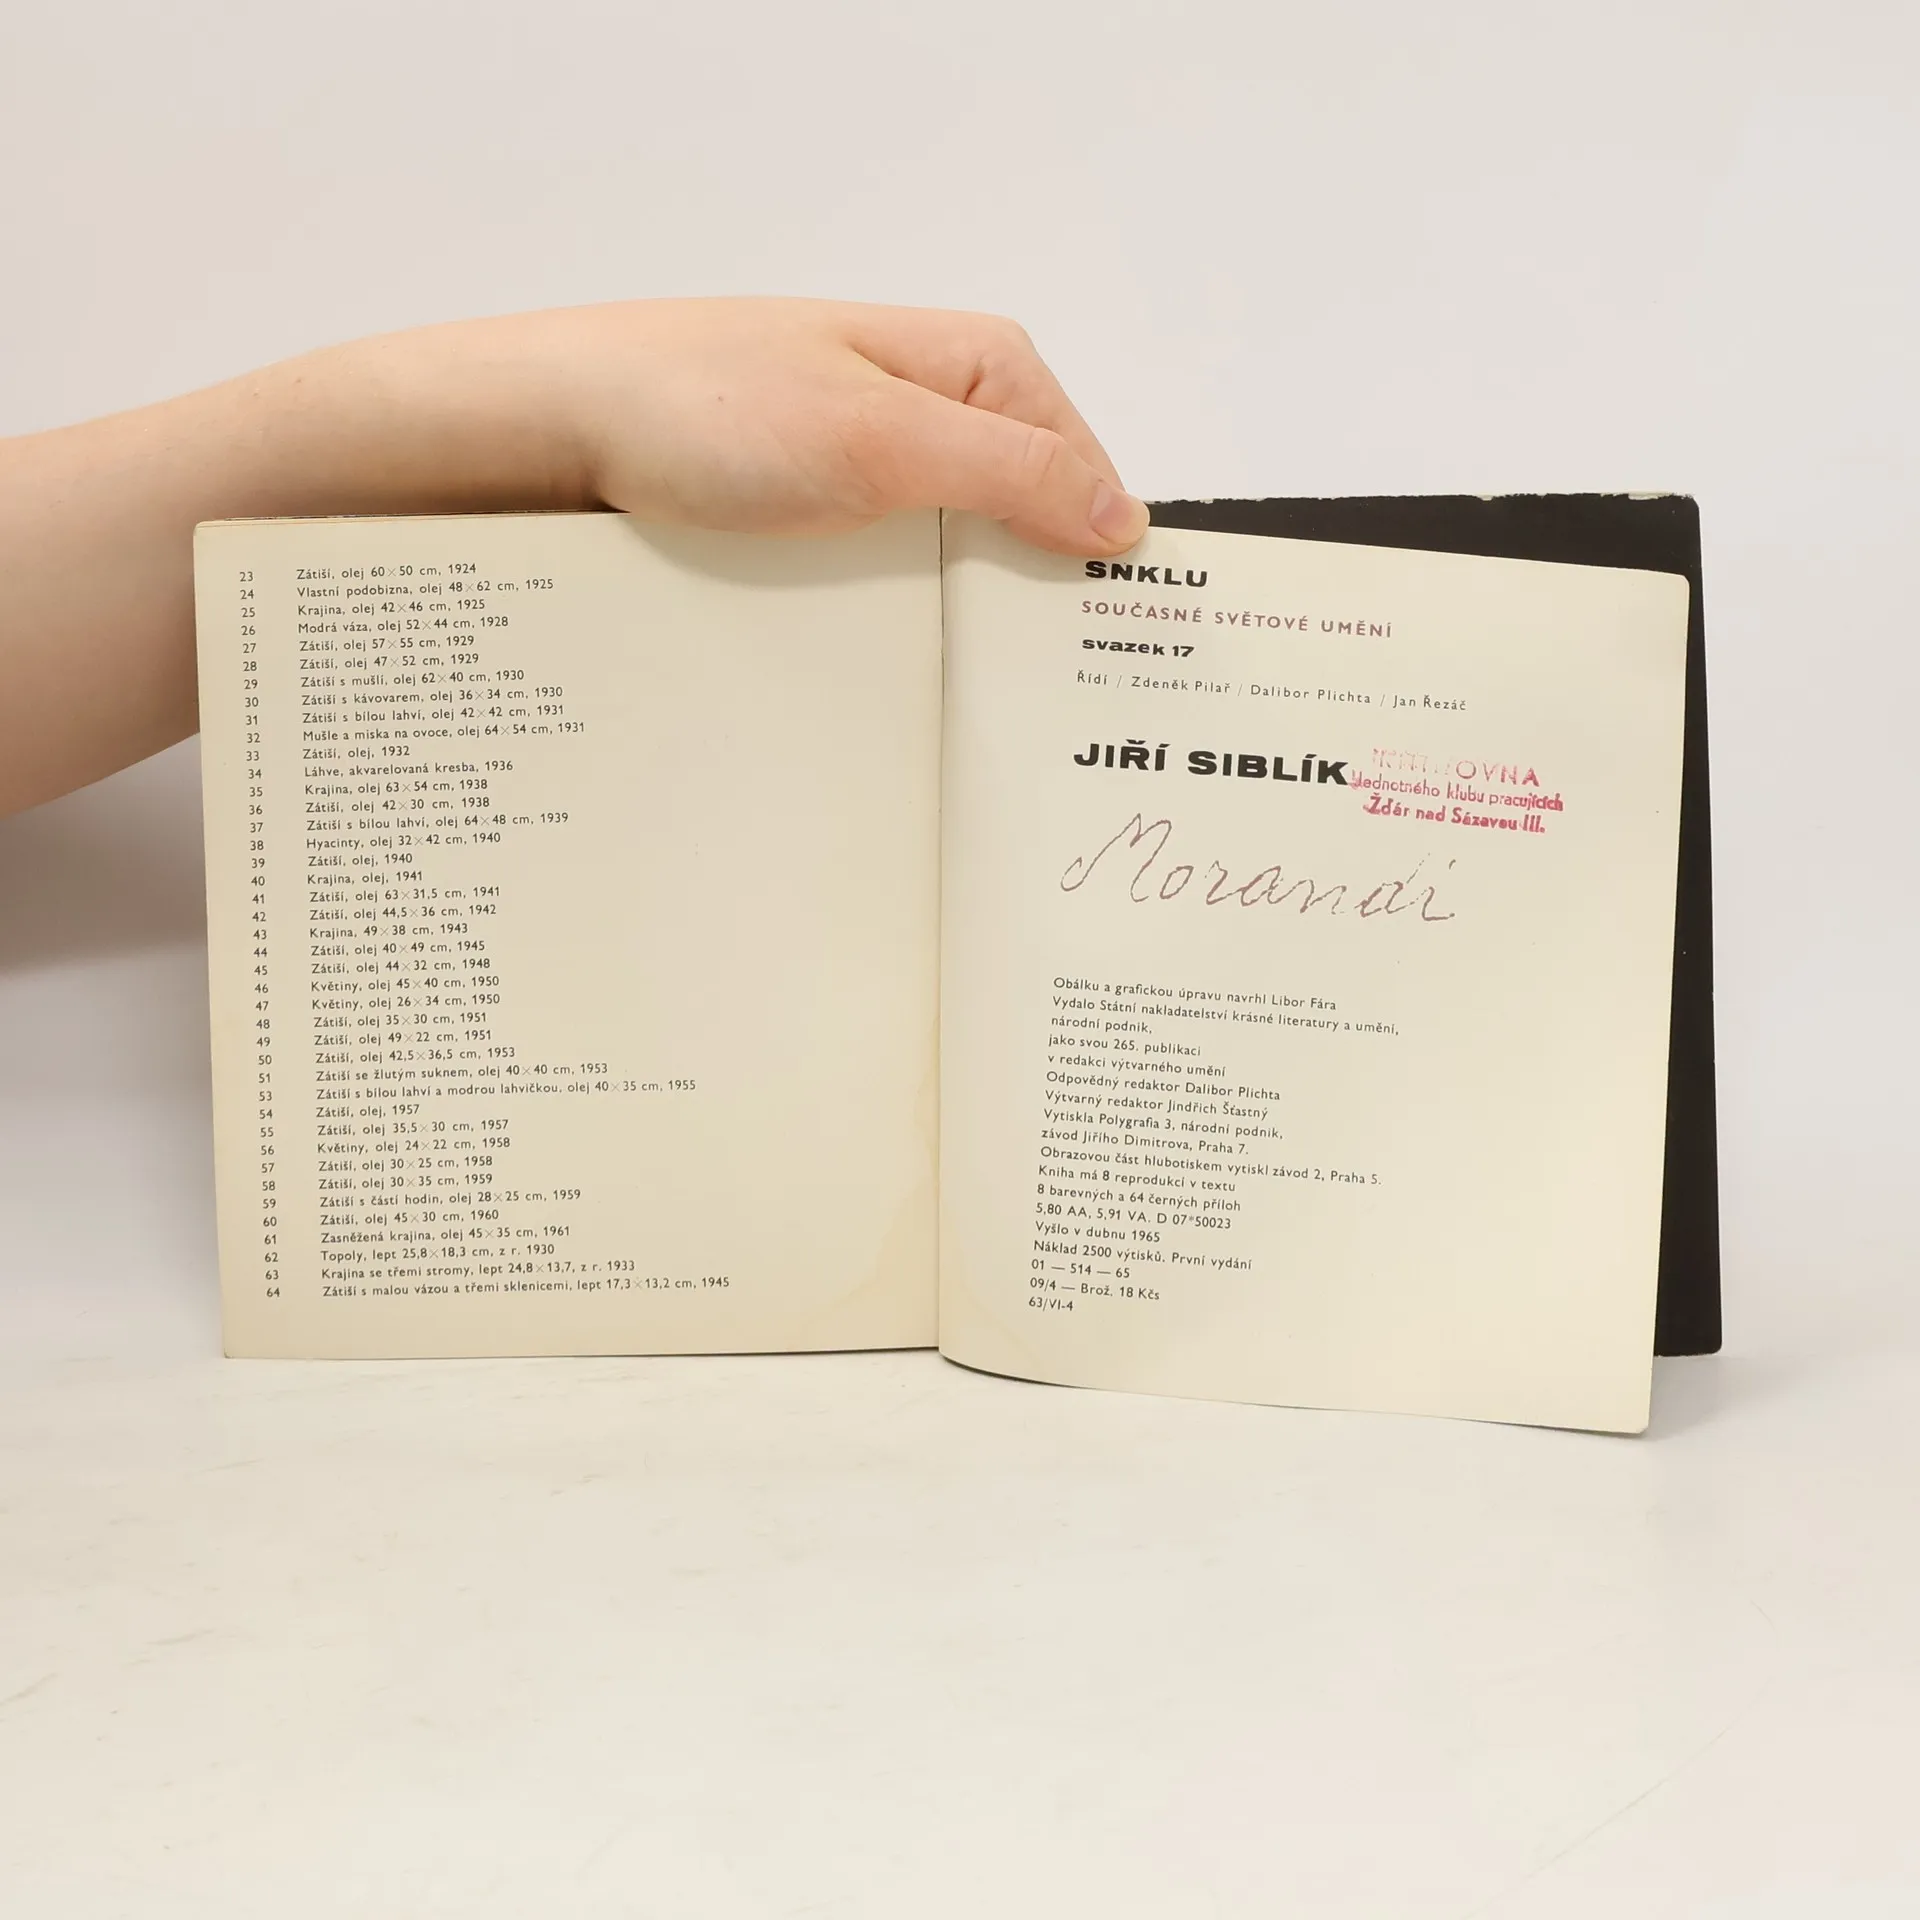 23 Zátiší, olej 60×50 cm, 1924
24 Vlastní podobizna, olej 48×62 cm, 1925
25 Krajina, olej 42×46 cm, 1925
26 Modrá váza, olej 52×44 cm, 1928
27 Zátiší, olej 57×55 cm, 1929
28 Zátiší, olej 47×52 cm, 1929
29 Zátiší s mušlí, olej 62×40 cm, 1930
30 Zátiší s kávovarem, olej 36×34 cm, 1930
31 Zátiší s bílou lahví, olej 42×42 cm, 1931
32 Mušle a miska na ovoce, olej 64×54 cm, 1931
33 Zátiší, olej, 1932
34 Láhve, akvarelovaná kresba, 1936
35 Krajina, olej 63×54 cm, 1938
36 Zátiší, olej 42×30 cm, 1938
37 Zátiší s bílou lahví, olej 64×48 cm, 1939
38 Hyacinty, olej 32×42 cm, 1940
39 Zátiší, olej, 1940
40 Krajina, olej, 1941
41 Zátiší, olej 63×31,5 cm, 1941
42 Zátiší, olej 44,5×36 cm, 1942
43 Krajina, 49×38 cm, 1943
44 Zátiší, olej 40×49 cm, 1945
45 Zátiší, olej 44×32 cm, 1948
46 Květiny, olej 45×40 cm, 1950
47 Květiny, olej 26×34 cm, 1950
48 Zátiší, olej 35×30 cm, 1951
49 Zátiší, olej 49×22 cm, 1951
50 Zátiší, olej 42,5×36,5 cm, 1953
51 Zátiší se žlutým suknem, olej 40×40 cm, 1953
53 Zátiší s bílou lahví a modrou lahvičkou, olej 40×35 cm, 1955
54 Zátiší, olej, 1957
55 Zátiší, olej 35,5×30 cm, 1957
56 Květiny, olej 24×22 cm, 1958
57 Zátiší, olej 30×25 cm, 1958
58 Zátiší, olej 30×35 cm, 1959
59 Zátiší s částí hodin, olej 28×25 cm, 1959
60 Zátiší, olej 45×30 cm, 1960
61 Zasněžená krajina, olej 45×35 cm, 1961
62 Topoly, lept 25,8×18,3 cm, z r. 1930
63 Krajina se třemi stromy, lept 24,8×13,7, z r. 1933
64 Zátiší s malou vázou a třemi sklenicemi, lept 17,3×13,2 cm, 1945
SNKLU
SOUČASNÉ SVĚTOVÉ UMĚNÍ
svazek 17
Řídí / Zdeněk Pilař / Dalibor Plichta / Jan Řezáč
JIŘÍ SIBLÍK
KNIHOVNA
Jednotného klubu pracujících
Žďár nad Sázavou III.
Morandi
Obálku a grafickou úpravu navrhl Libor Fára
Vydalo Státní nakladatelství krásné literatury a umění,
národní podnik,
jako svou 265. publikaci
v redakci výtvarného umění
Odpovědný redaktor Dalibor Plichta
Výtvarný redaktor Jindřich Šťastný
Vytiskla Polygrafia 3, národní podnik,
závod Jiřího Dimitrova, Praha 7.
Obrazovou část hlubotiskem vytiskl závod 2, Praha 5.
Kniha má 8 reprodukcí v textu
8 barevných a 64 černých příloh
5,80 AA, 5,91 VA. D 07*50023
Vyšlo v dubnu 1965
Náklad 2500 výtisků. První vydání
01 — 514 — 65
09/4 — Brož. 18 Kčs
63/VI-4